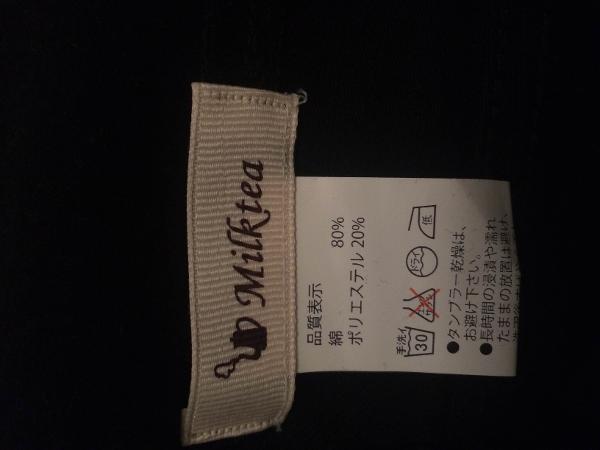 Milktea
品質表示
綿 80%
ポリエステル 20%
手洗イ
30
ドライ
低
●タンブラー乾燥は、
お避け下さい。
●長時間の浸漬や濡れ
たままの放置は避け、